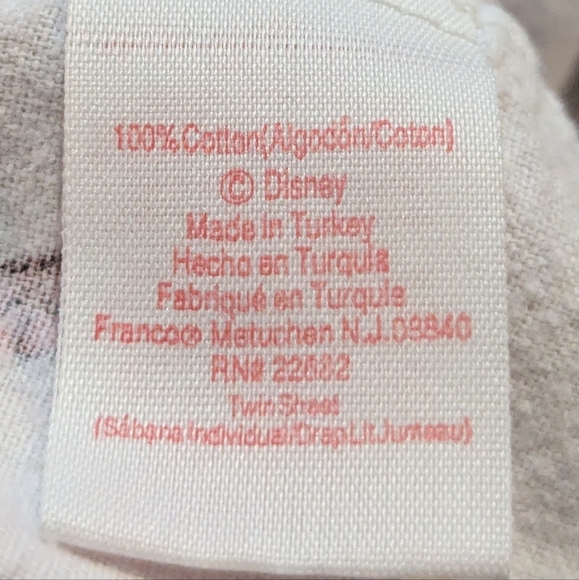 100% Cotton(Algodón/Coton)
© Disney
Made in Turkey
Hecho en Turquia
Fabriqué en Turquie
Franco® Metuchen N.J. 08840
RN#
Twin Sheet
(Sábana Individual/Drap Lit Jumeau)